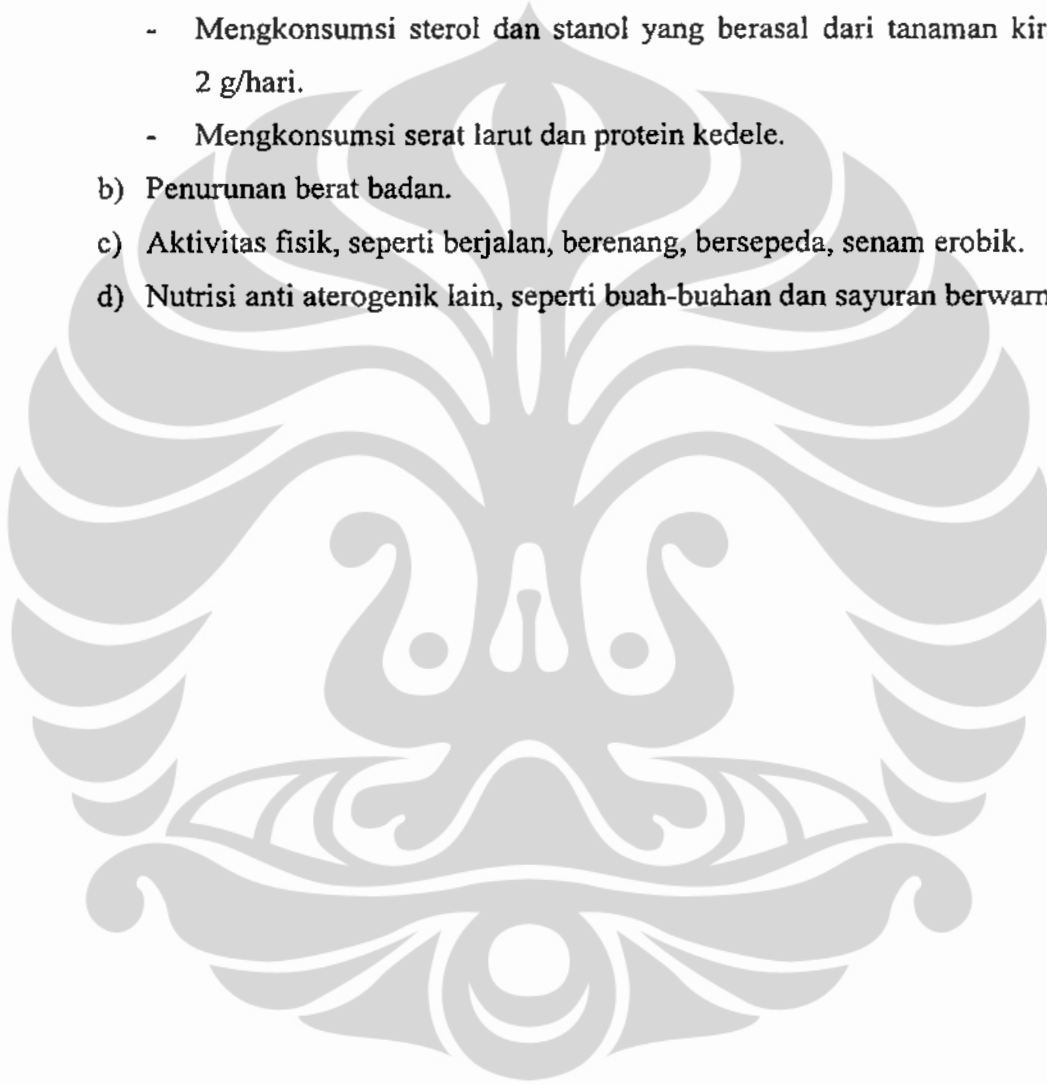 - Mengkonsumsi sterol dan stanol yang berasal dari tanaman
2 g/hari.
- Mengkonsumsi serat larut dan protein kedele.
b) Penurunan berat badan.
c) Aktivitas fisik, seperti berjalan, berenang, bersepeda, senam erobik.
d) Nutrisi anti aterogenik lain, seperti buah-buahan dan sayuran